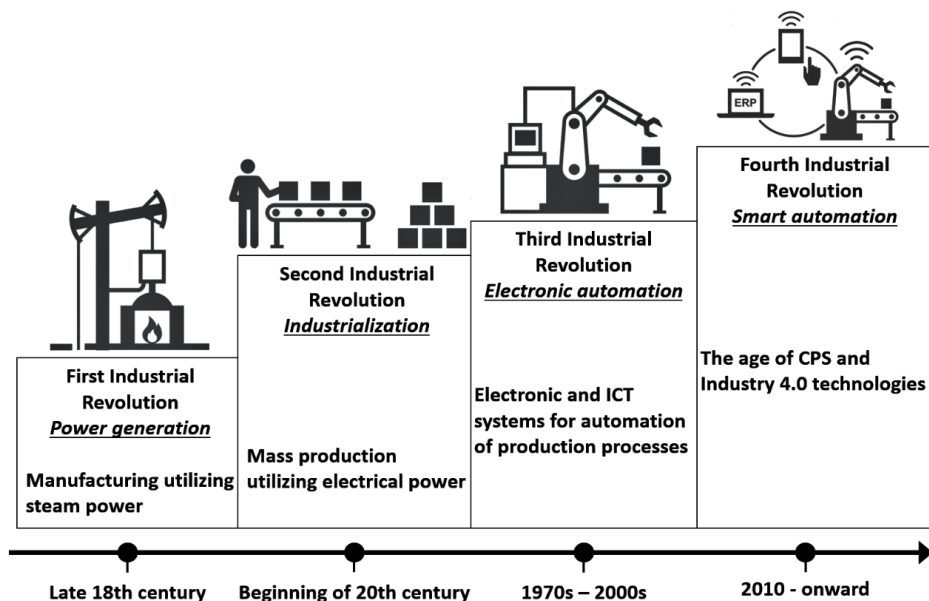 ERP
First Industrial
Revolution
Power generation
Manufacturing utilizing
steam power
Second Industrial
Revolution
Industrialization
Mass production
utilizing electrical power
Third Industrial
Revolution
Electronic automation
Electronic and ICT
systems for automation
of production processes
Fourth Industrial
Revolution
Smart automation
The age of CPS and
Industry 4.0 technologies
Late 18th century
Beginning of 20th century
1970s – 2000s
2010 - onward